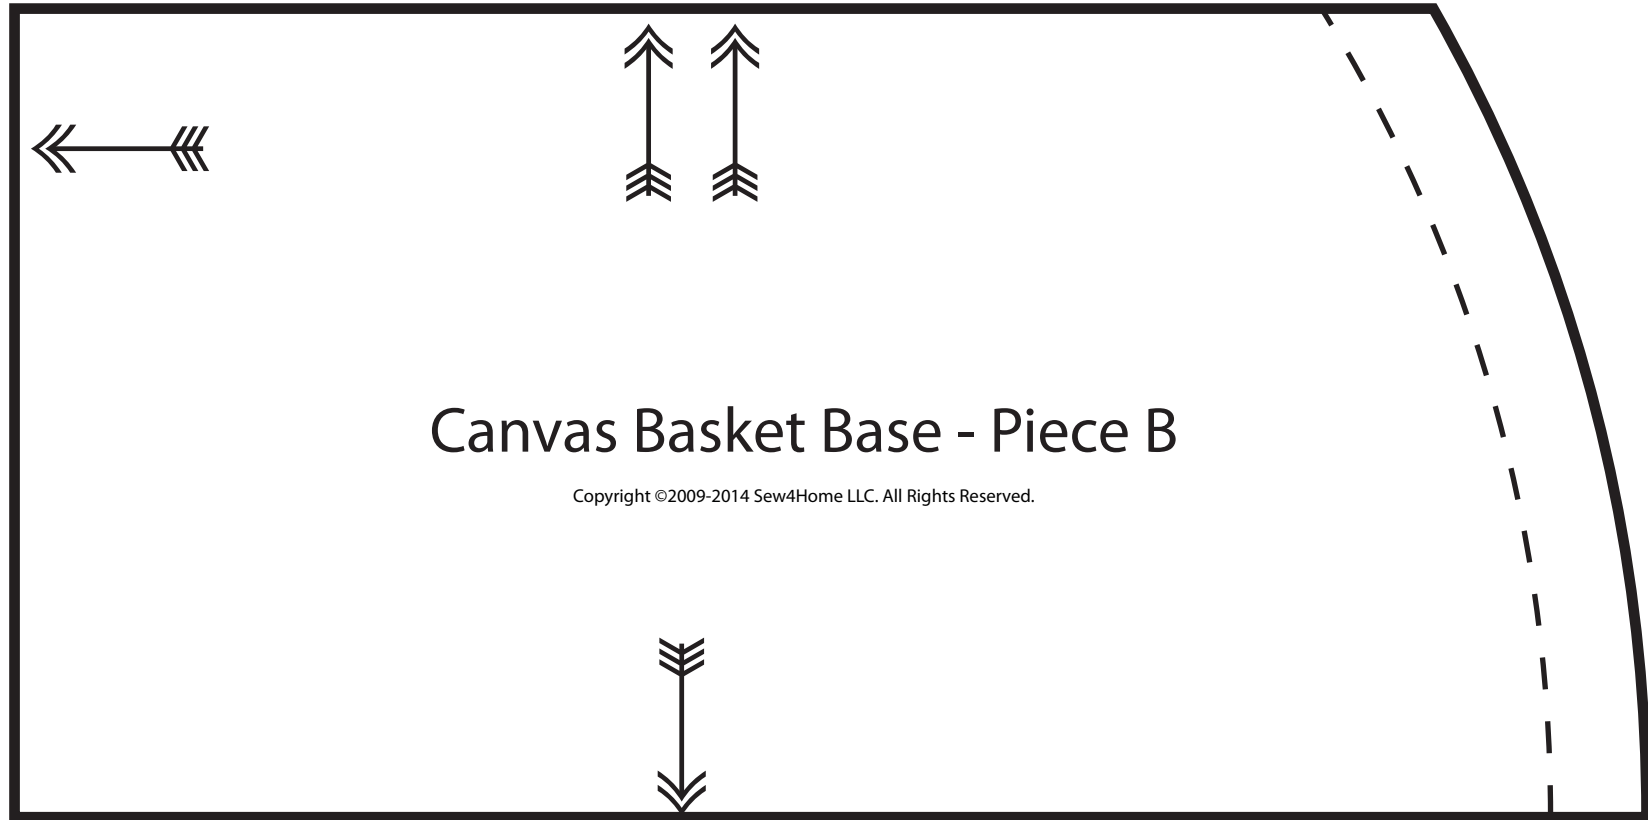 Canvas Basket Base - Piece B
Copyright ©2009-2014 Sew4Home LLC. All Rights Reserved.